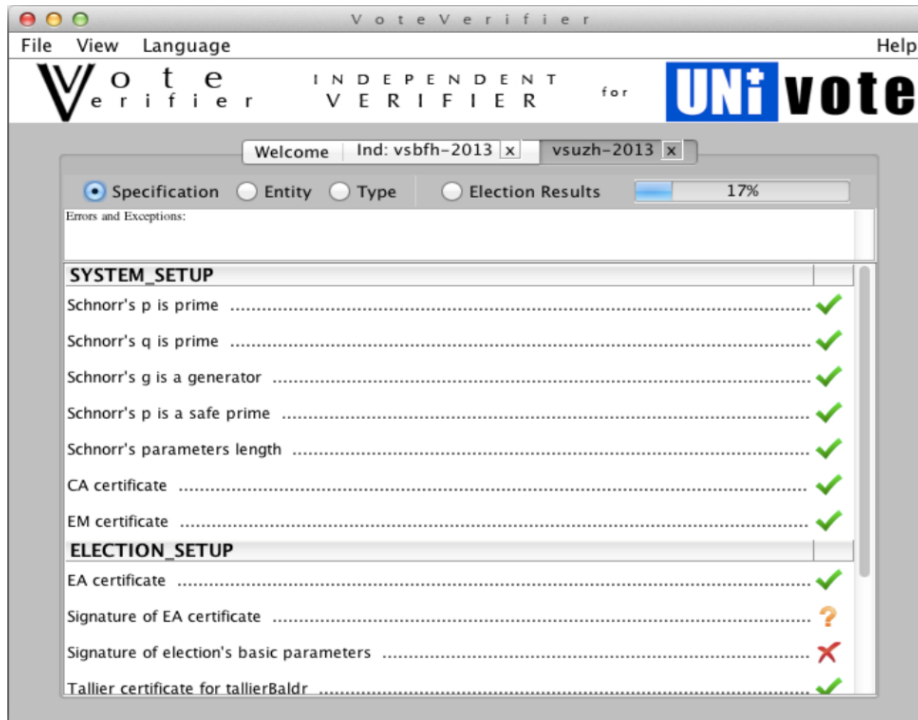 VoteVerifier
File View Language Help
Vote Verifier INDEPENDENT VERIFIER for UNiVote
Welcome Ind: vsbfh-2013 x vsuzh-2013 x
Specification Entity Type Election Results 17%
Errors and Exceptions:
SYSTEM_SETUP
Schnorr's p is prime
Schnorr's q is prime
Schnorr's g is a generator
Schnorr's p is a safe prime
Schnorr's parameters length
CA certificate
EM certificate
ELECTION_SETUP
EA certificate
Signature of EA certificate ?
Signature of election's basic parameters
Tallier certificate for tallierBaldr